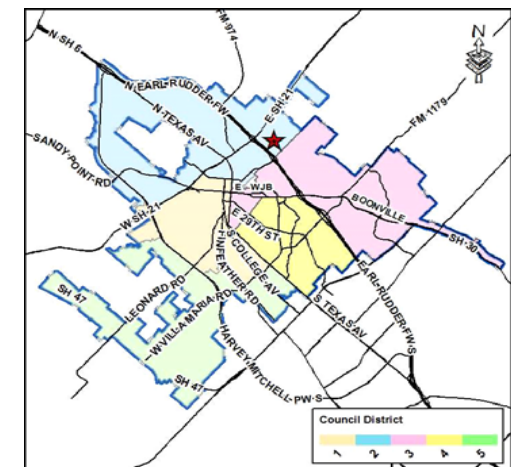 N
N SH 6
FM-974
N EARL-RUDDER-FW
E-SH-21
N-TEXAS-AV
FM-1179
SANDY POINT-RD
E WJB
BOONVILLE
W-SH-21
E 29TH ST
SH-30
S COLLEGE-AV
FINFEATHER-RD
EARL-RUDDER-FW-S
SH 47
LEONARD RD
W-VILLA MARIA-RD
S TEXAS-AV
HARVEY-MITCHELL-PW-S
SH 47
Council District
1 2 3 4 5